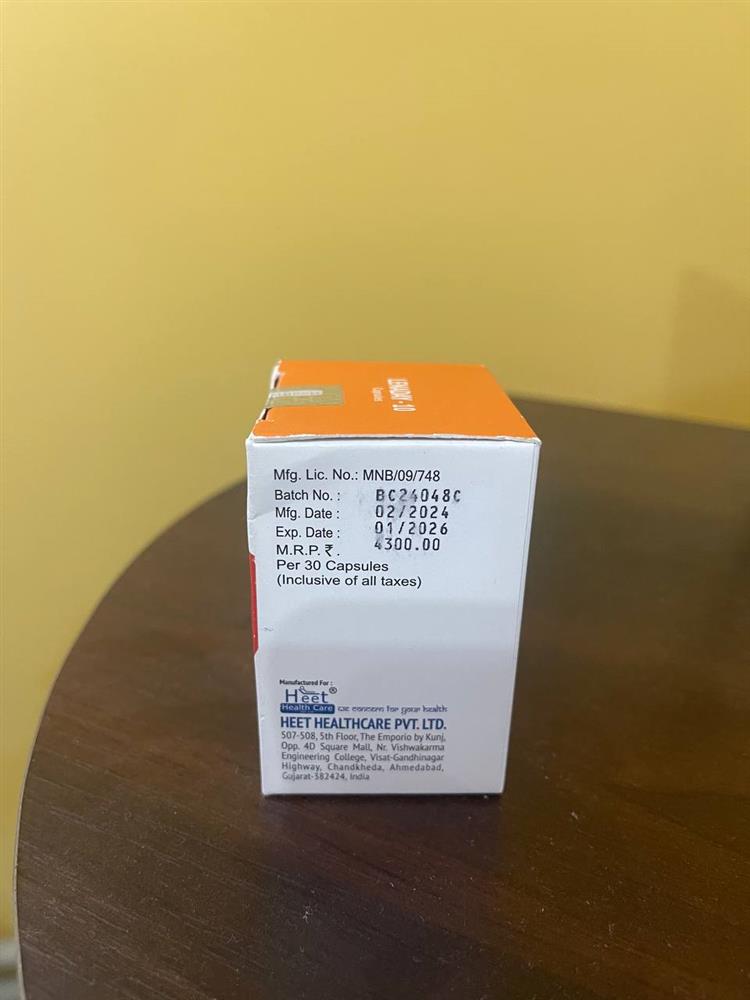 LENADAY - 10
Capsules
Mfg. Lic. No.: MNB/09/748
Batch No. : BC24048C
Mfg. Date : 02/2024
Exp. Date : 01/2026
M.R.P. ₹. 4300.00
Per 30 Capsules
(Inclusive of all taxes)
Manufactured For :
Heet®
Health Care we concern for your health
HEET HEALTHCARE PVT. LTD.
507-508, 5th Floor, The Emporio by Kunj,
Opp. 4D Square Mall, Nr. Vishwakarma
Engineering College, Visat-Gandhinagar
Highway, Chandkheda, Ahmedabad,
Gujarat-382424, India